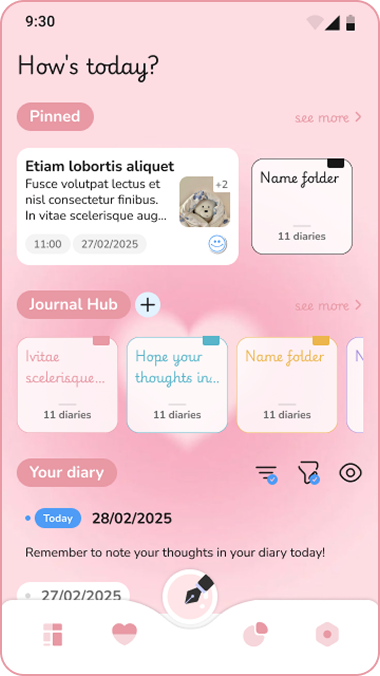 9:30
How's today?
Pinned
see more >
Etiam lobortis aliquet
Fusce volutpat lectus et
nisl consectetur finibus.
In vitae scelerisque aug...
+2
11:00
27/02/2025
Name folder
11 diaries
Journal Hub
+
see more >
Ivitae
scelerisque...
11 diaries
Hope your
thoughts in...
11 diaries
Name folder
11 diaries
N
Your diary
Today
28/02/2025
Remember to note your thoughts in your diary today!
27/02/2025